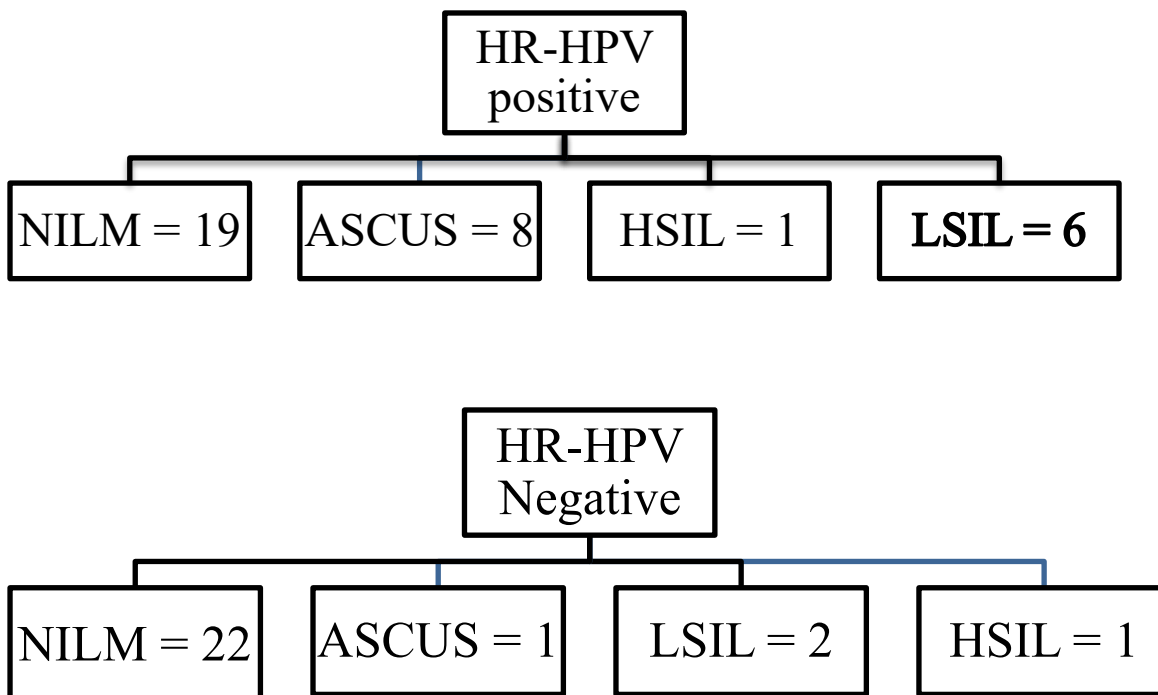 HR-HPV
positive
NILM = 19
ASCUS = 8
HSIL = 1
LSIL = 6
HR-HPV
Negative
NILM = 22
ASCUS = 1
LSIL = 2
HSIL = 1